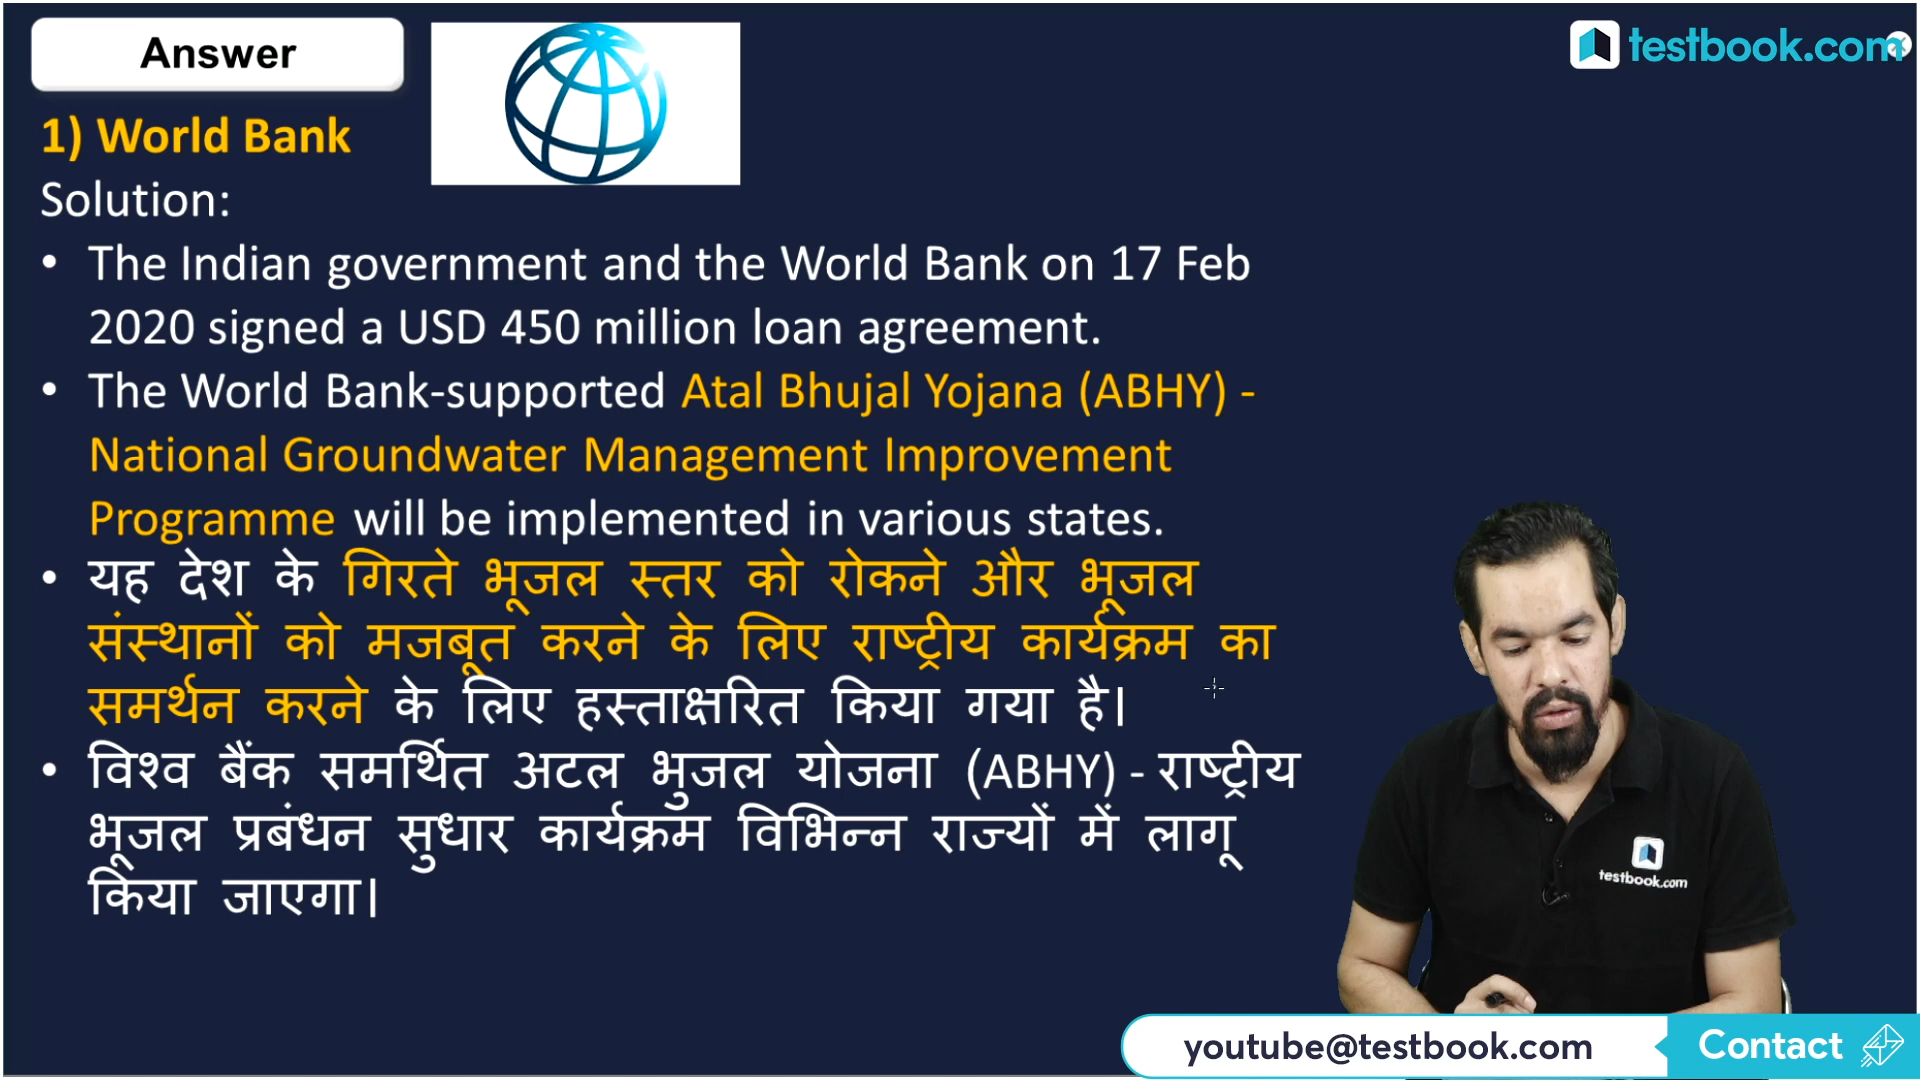 Answer
testbook.com
1) World Bank
Solution:
• The Indian government and the World Bank on 17 Feb
2020 signed a USD 450 million loan agreement.
• The World Bank-supported Atal Bhujal Yojana (ABHY) -
National Groundwater Management Improvement
Programme will be implemented in various states.
• यह देश के गिरते भूजल स्तर को रोकने और भूजल
संस्थानों को मजबूत करने के लिए राष्ट्रीय कार्यक्रम का
समर्थन करने के लिए हस्ताक्षरित किया गया है।
• विश्व बैंक समर्थित अटल भुजल योजना (ABHY) - राष्ट्रीय
भूजल प्रबंधन सुधार कार्यक्रम विभिन्न राज्यों में लागू
किया जाएगा।
testbook.com
youtube@testbook.com
Contact